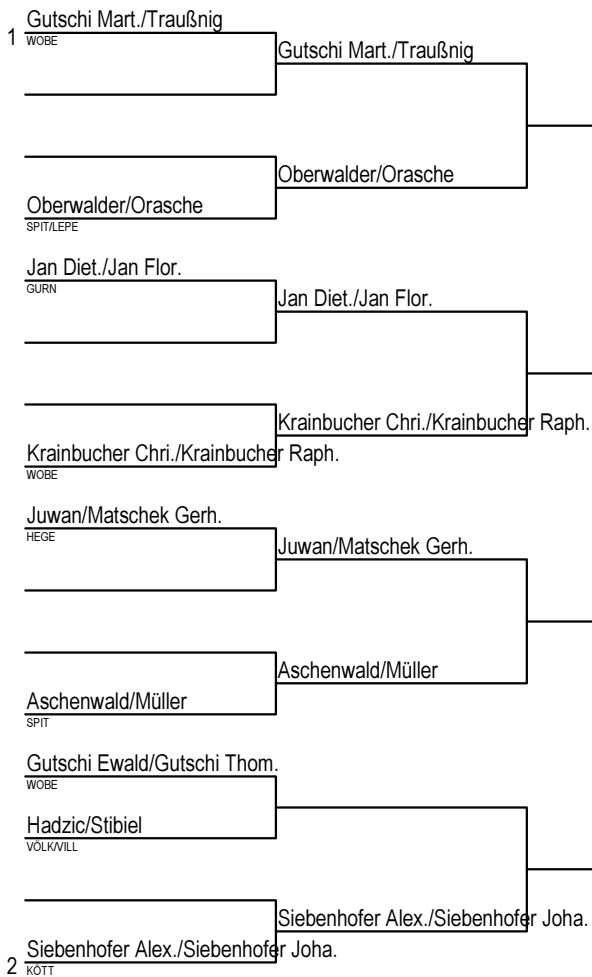 Gutschi Mart./Traußnig
1 WOBE
Gutschi Mart./Traußnig
Oberwalder/Orasche
Oberwalder/Orasche
SPIT/LEPE
Jan Diet./Jan Flor.
GURN
Jan Diet./Jan Flor.
Krainbucher Chri./Krainbucher Raph.
Krainbucher Chri./Krainbucher Raph.
WOBE
Juwan/Matschek Gerh.
HEGE
Juwan/Matschek Gerh.
Aschenwald/Müller
Aschenwald/Müller
SPIT
Gutschi Ewald/Gutschi Thom.
WOBE
Hadzic/Stibiel
VÖLK/VILL
Siebenhofer Alex./Siebenhofer Joha.
Siebenhofer Alex./Siebenhofer Joha.
2 KÖTT